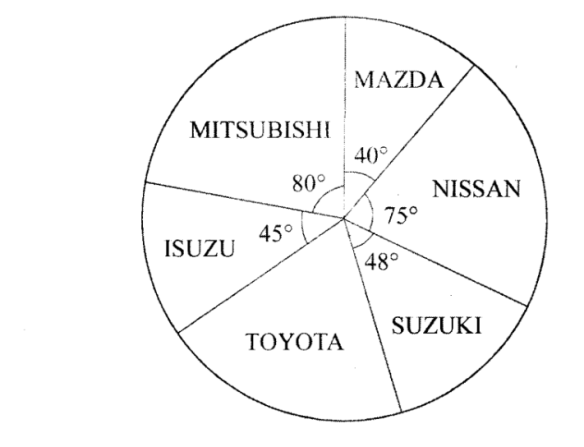 MAZDA
MITSUBISHI
40°
80°
NISSAN
75°
45°
ISUZU
48°
SUZUKI
TOYOTA